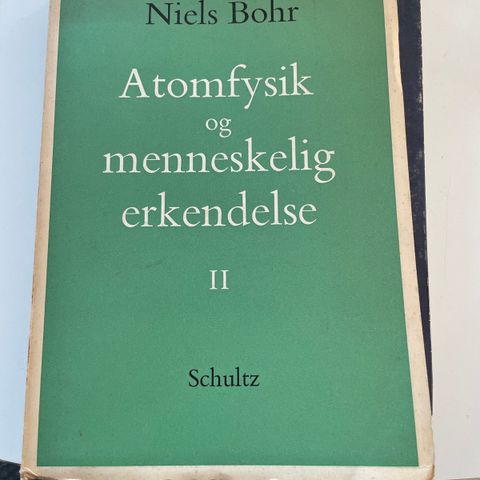 Niels Bohr
Atomfysik
og
menneskelig
erkendelse
II
Schultz